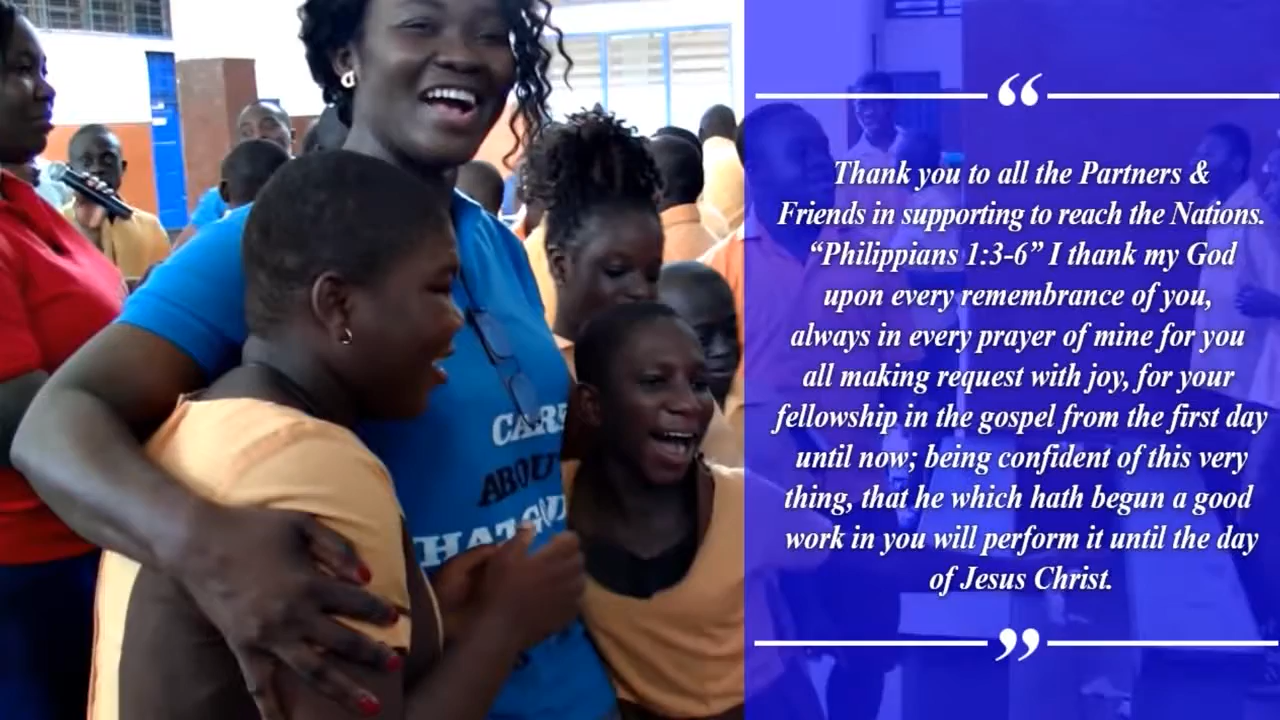 CARE
ABOUT
“
Thank you to all the Partners &
Friends in supporting to reach the Nations.
“Philippians 1:3-6” I thank my God
upon every remembrance of you,
always in every prayer of mine for you
all making request with joy, for your
fellowship in the gospel from the first day
until now; being confident of this very
thing, that he which hath begun a good
work in you will perform it until the day
of Jesus Christ.
”